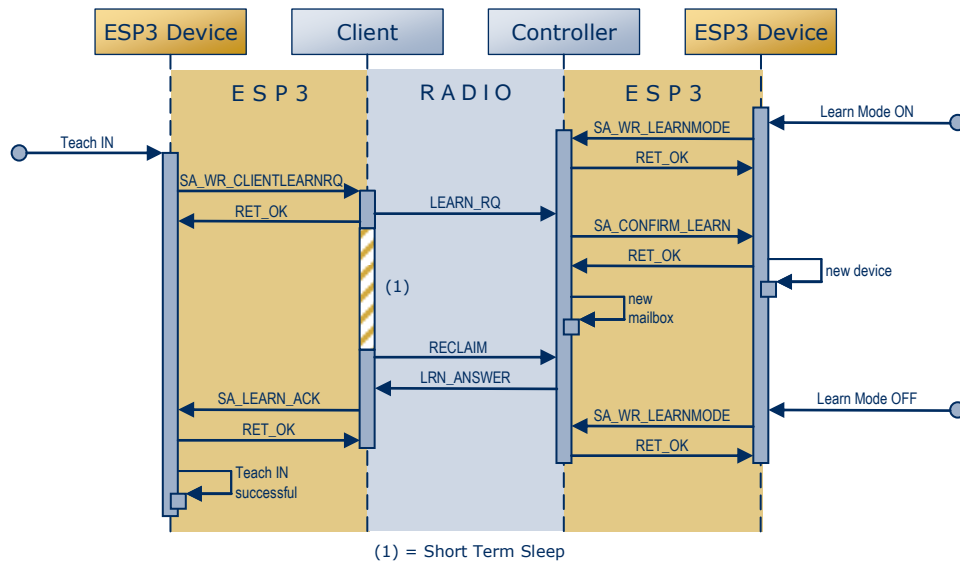 ESP3 Device
Client
Controller
ESP3 Device
ESP3
RADIO
ESP3
Learn Mode ON
SA_WR_LEARNMODE
Teach IN
RET_OK
SA_WR_CLIENTLEARNRQ
LEARN_RQ
RET_OK
SA_CONFIRM_LEARN
RET_OK
new device
(1)
new
mailbox
RECLAIM
LRN_ANSWER
SA_LEARN_ACK
Learn Mode OFF
SA_WR_LEARNMODE
RET_OK
RET_OK
Teach IN
successful
(1) = Short Term Sleep